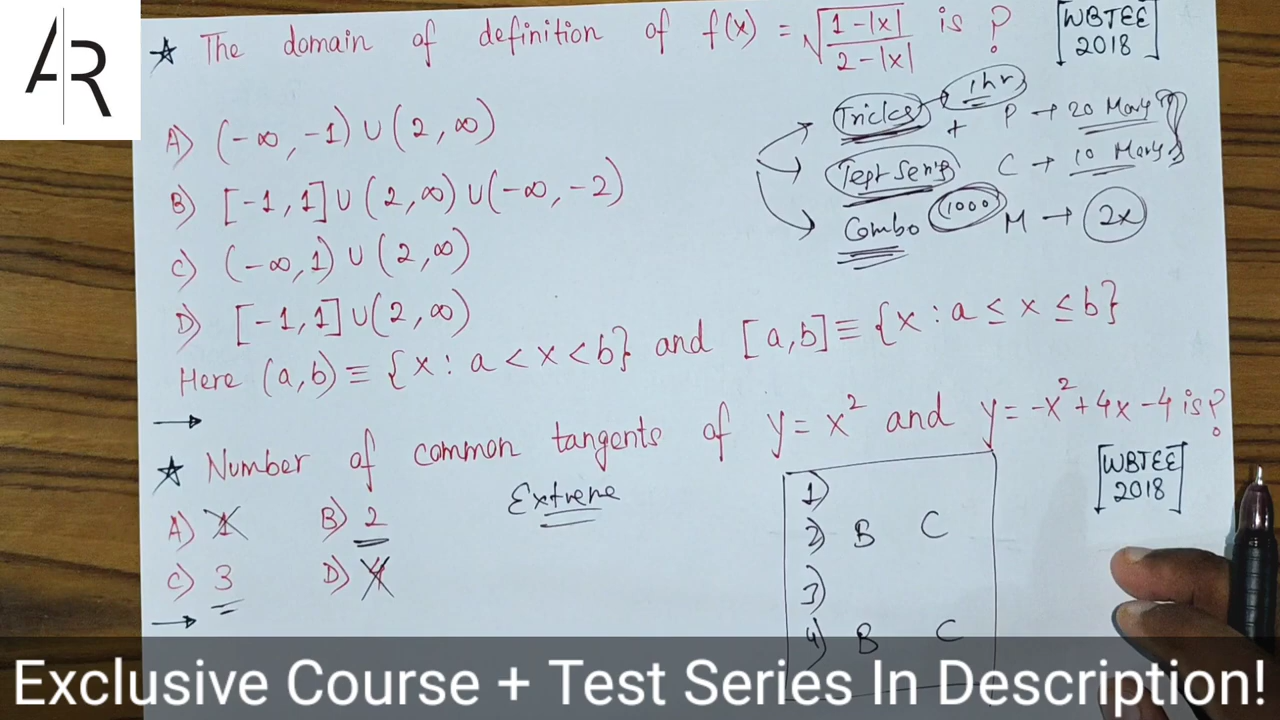 AR
★ The domain of definition of f(x) = √(1-|x| / 2-|x|) is ? [WBTEE 2018]
A) (-∞, -1) ∪ (2, ∞)
B) [-1, 1] ∪ (2, ∞) ∪ (-∞, -2)
C) (-∞, 1) ∪ (2, ∞)
D) [-1, 1] ∪ (2, ∞)
Here (a, b) ≡ {x : a < x < b} and [a, b] ≡ {x : a ≤ x ≤ b}
Tricks → 1hr
+
Test Series
Combo 1000
P → 20 Marks
C → 10 Marks
M → 2x
→
★ Number of common tangents of y = x² and y = -x² + 4x - 4 is ?
[WBTEE 2018]
A) 1 B) 2
C) 3 D) 4
→
Extreme
1)
2) B C
3)
4) B C
Exclusive Course + Test Series In Description!